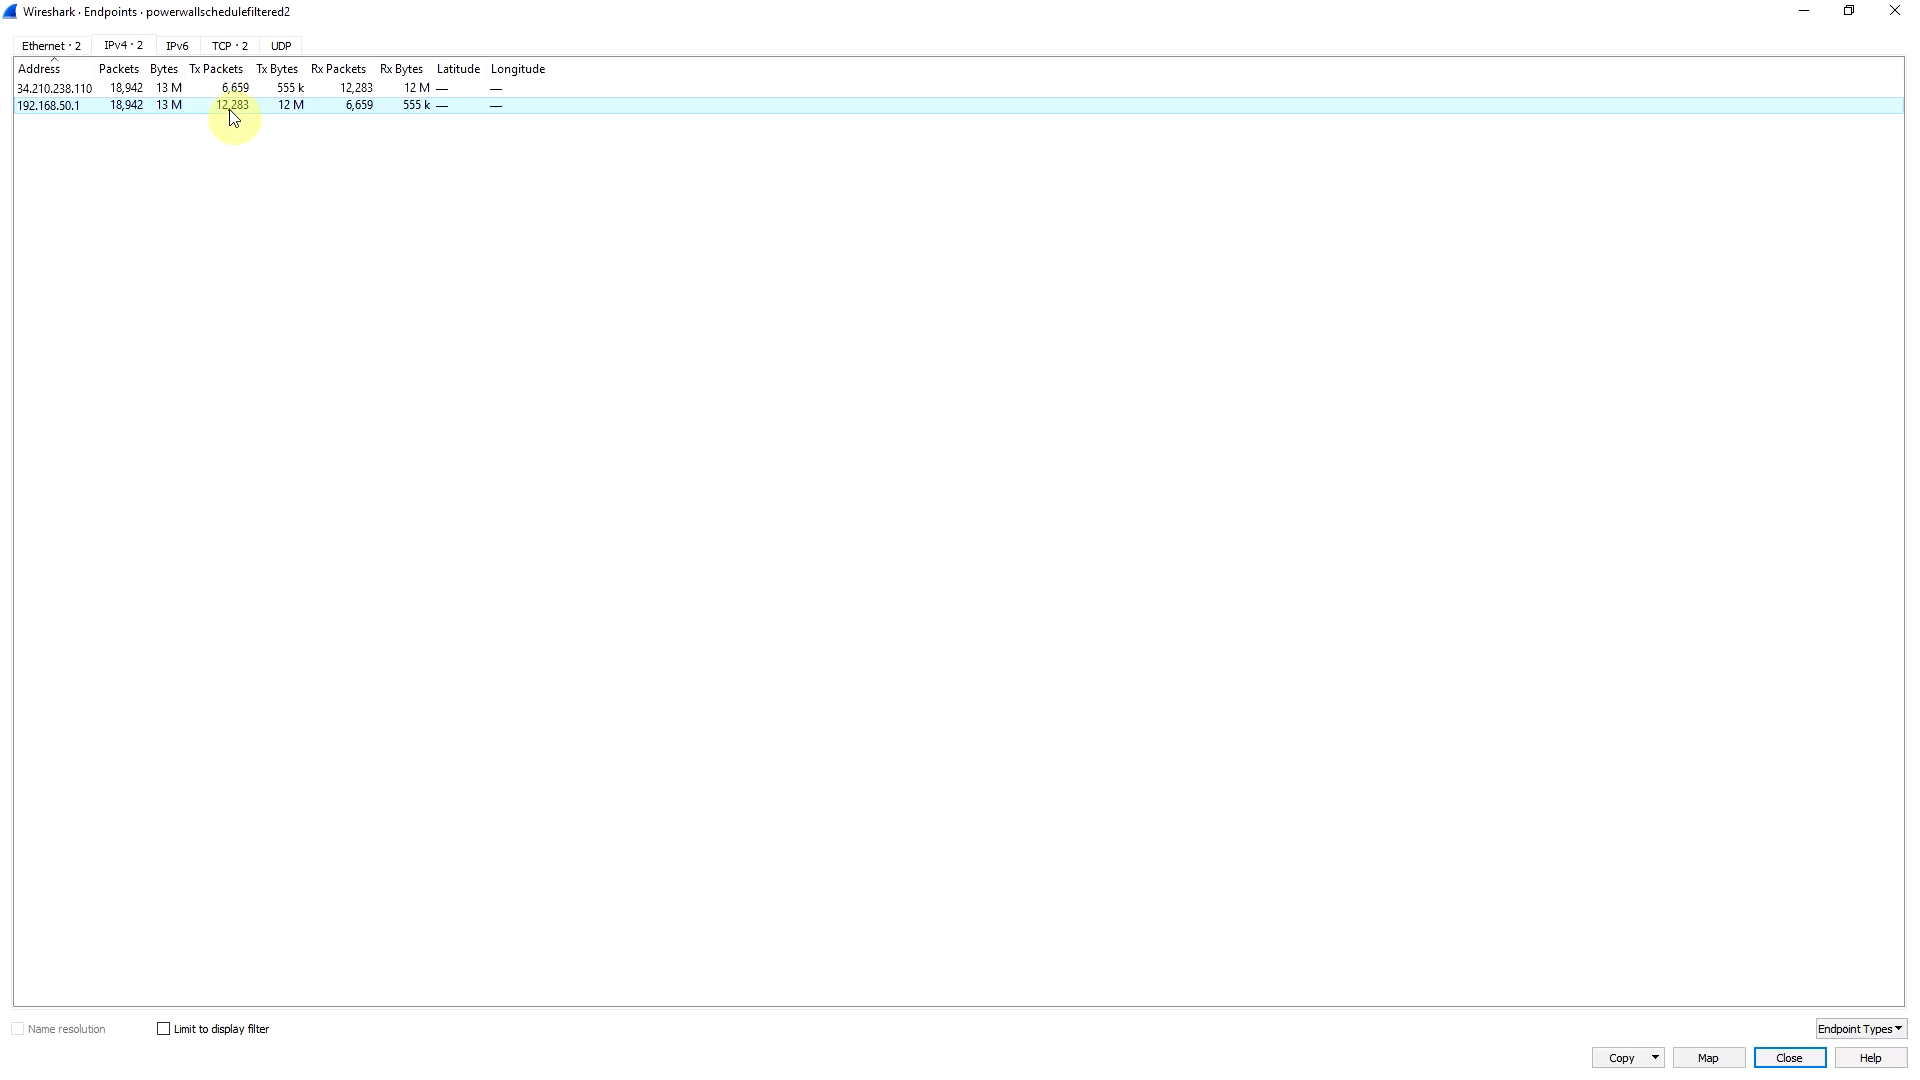 Wireshark · Endpoints · powerwallschedulefiltered2
Ethernet · 2 IPv4 · 2 IPv6 TCP · 2 UDP
Address Packets Bytes Tx Packets Tx Bytes Rx Packets Rx Bytes Latitude Longitude
34.210.238.110 18,942 13 M 6,659 555 k 12,283 12 M — —
192.168.50.1 18,942 13 M 12,283 12 M 6,659 555 k — —
Name resolution Limit to display filter Endpoint Types
Copy Map Close Help